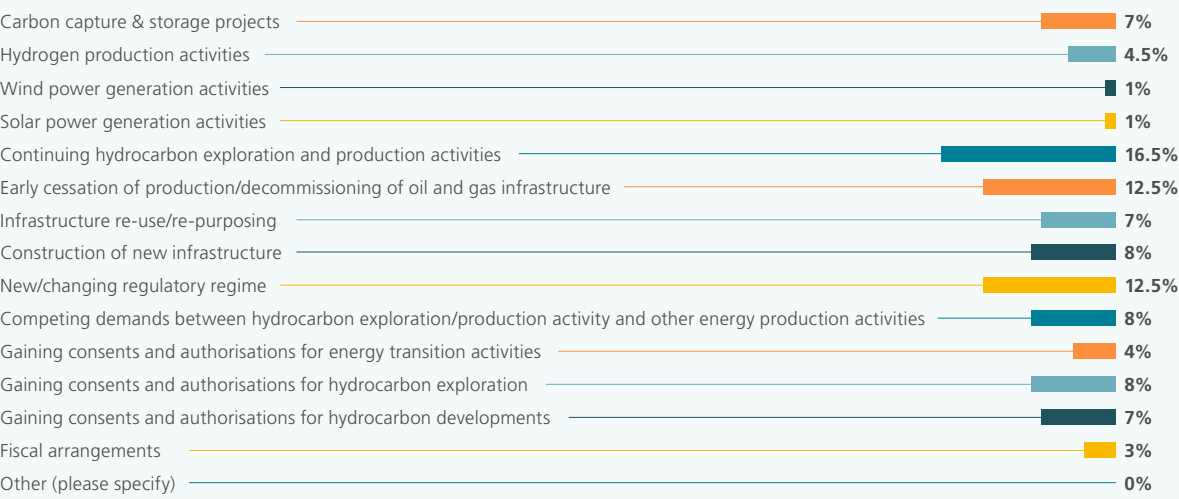 Carbon capture & storage projects 7%
Hydrogen production activities 4.5%
Wind power generation activities 1%
Solar power generation activities 1%
Continuing hydrocarbon exploration and production activities 16.5%
Early cessation of production/decommissioning of oil and gas infrastructure 12.5%
Infrastructure re-use/re-purposing 7%
Construction of new infrastructure 8%
New/changing regulatory regime 12.5%
Competing demands between hydrocarbon exploration/production activity and other energy production activities 8%
Gaining consents and authorisations for energy transition activities 4%
Gaining consents and authorisations for hydrocarbon exploration 8%
Gaining consents and authorisations for hydrocarbon developments 7%
Fiscal arrangements 3%
Other (please specify) 0%